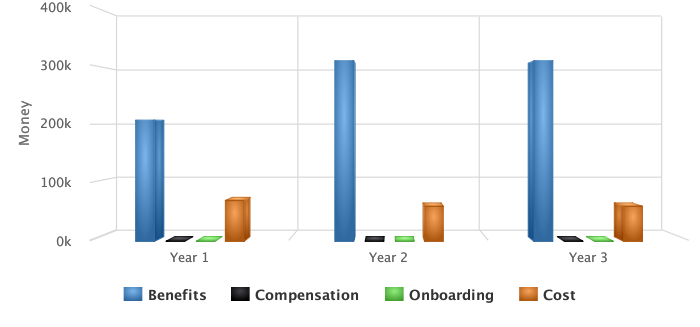 400k
300k
200k
100k
0k
Money
Year 1 Year 2 Year 3
Benefits Compensation Onboarding Cost